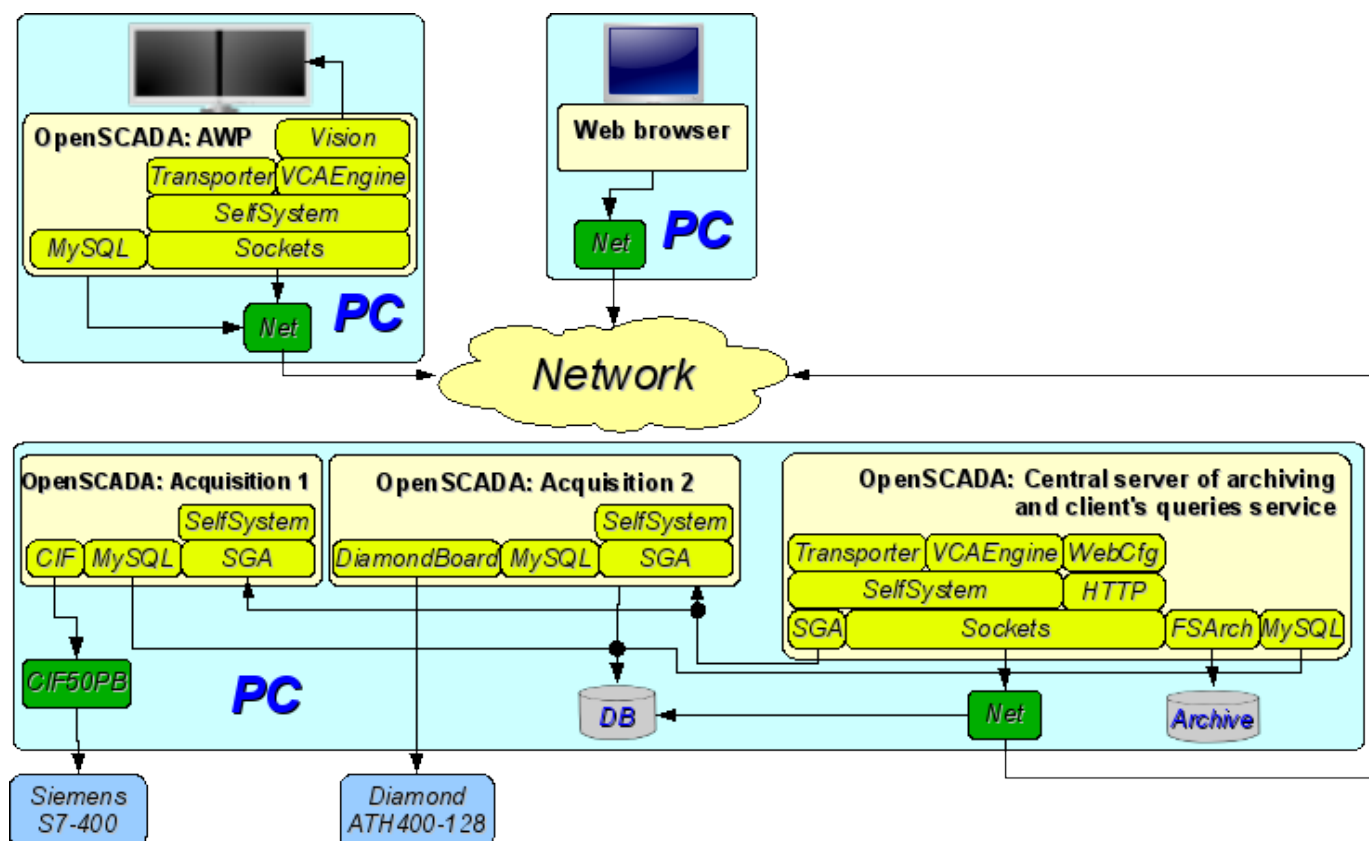 OpenSCADA: AWP
Vision
Transporter
VCAEngine
SelfSystem
MySQL
Sockets
Net
PC
Web browser
Net
PC
Network
OpenSCADA: Acquisition 1
SelfSystem
CIF
MySQL
SGA
CIF50PB
OpenSCADA: Acquisition 2
SelfSystem
DiamondBoard
MySQL
SGA
OpenSCADA: Central server of archiving
and client's queries service
Transporter
VCAEngine
WebCfg
SelfSystem
HTTP
SGA
Sockets
FSArch
MySQL
PC
DB
Net
Archive
Siemens
S7-400
Diamond
ATH400-128